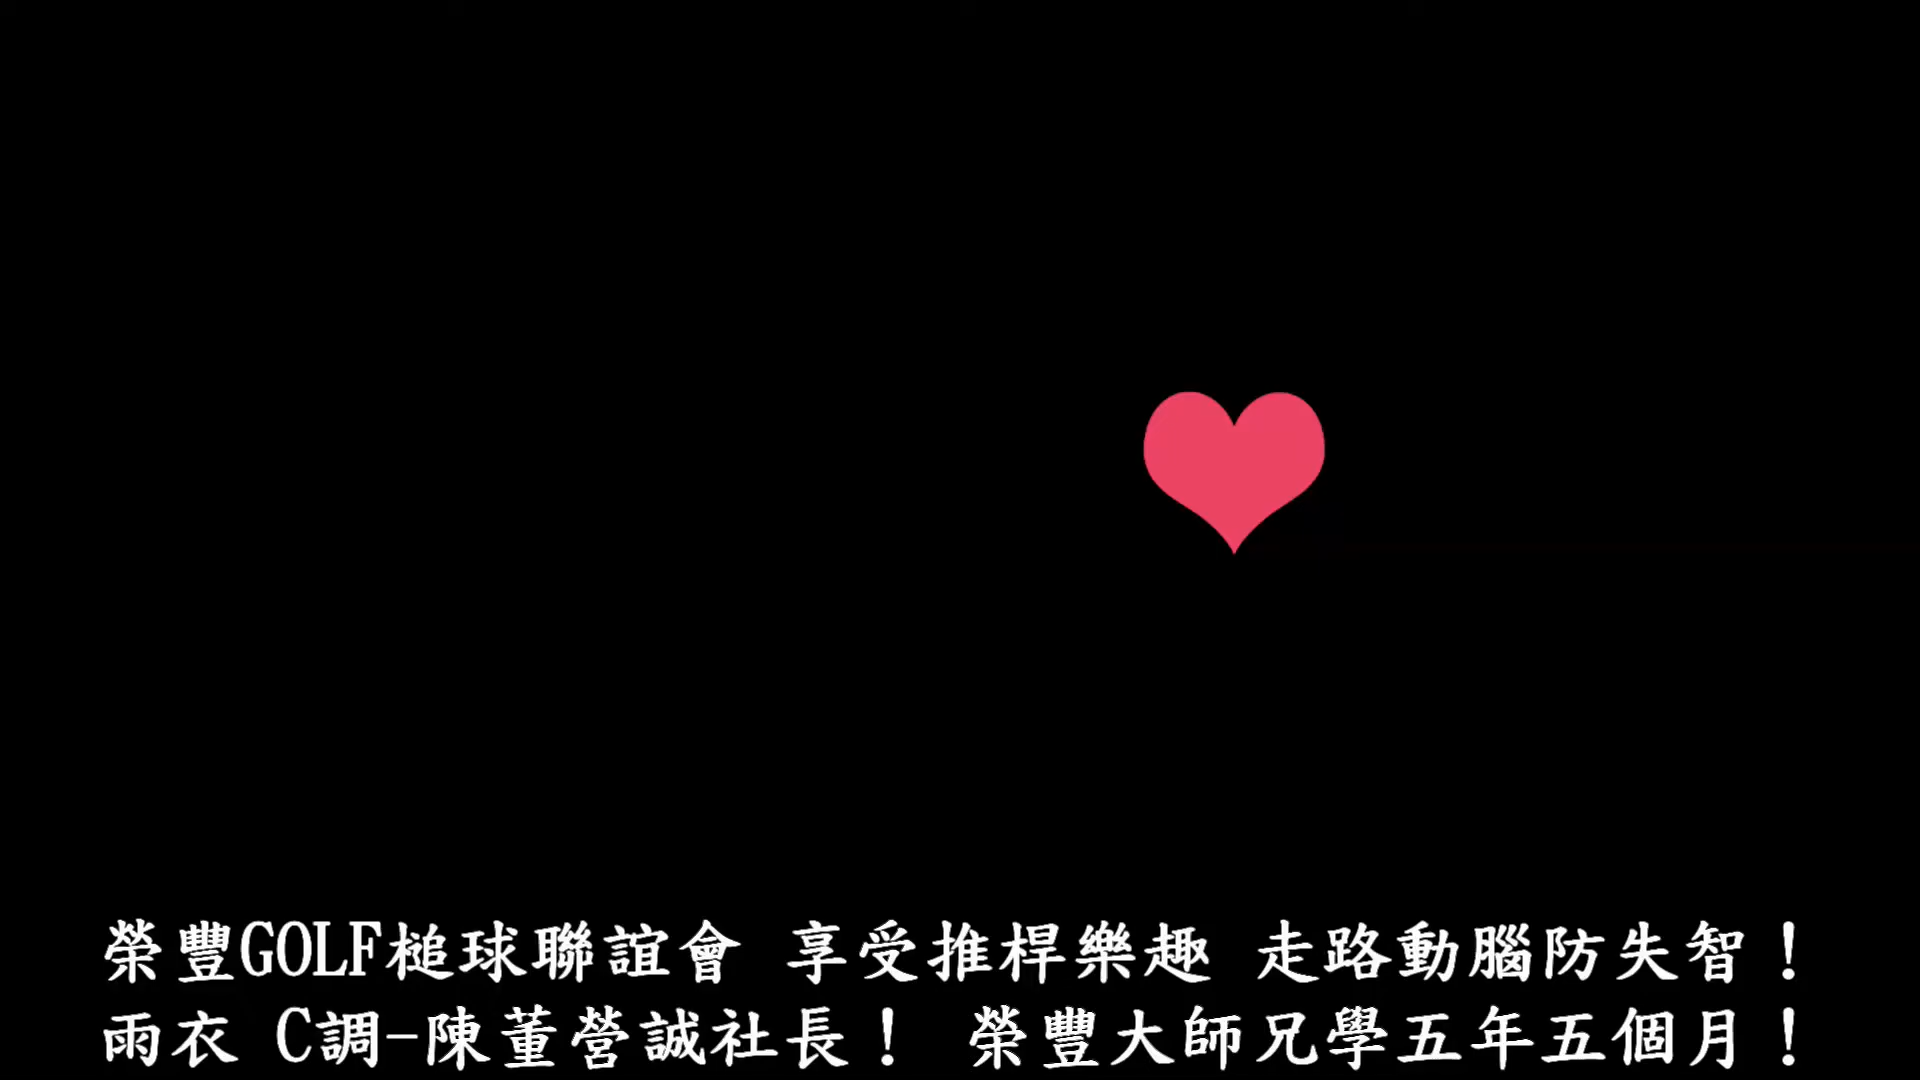 榮豐GOLF槌球聯誼會 享受推桿樂趣 走路動腦防失智！
雨衣 C調-陳董營誠社長！ 榮豐大師兄學五年五個月！